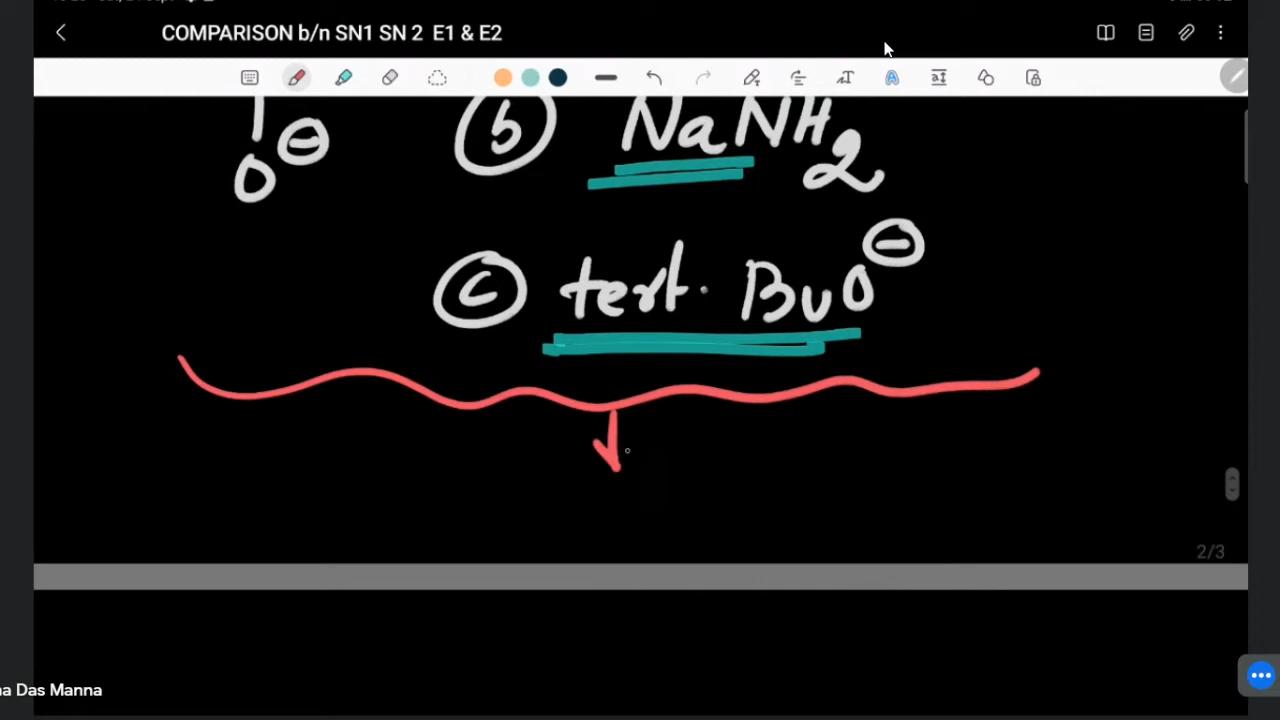 COMPARISON b/n SN1 SN 2 E1 & E2
O⊖
ⓑ NaNH₂
ⓒ tert. BuO⊖
2/3
Das Manna